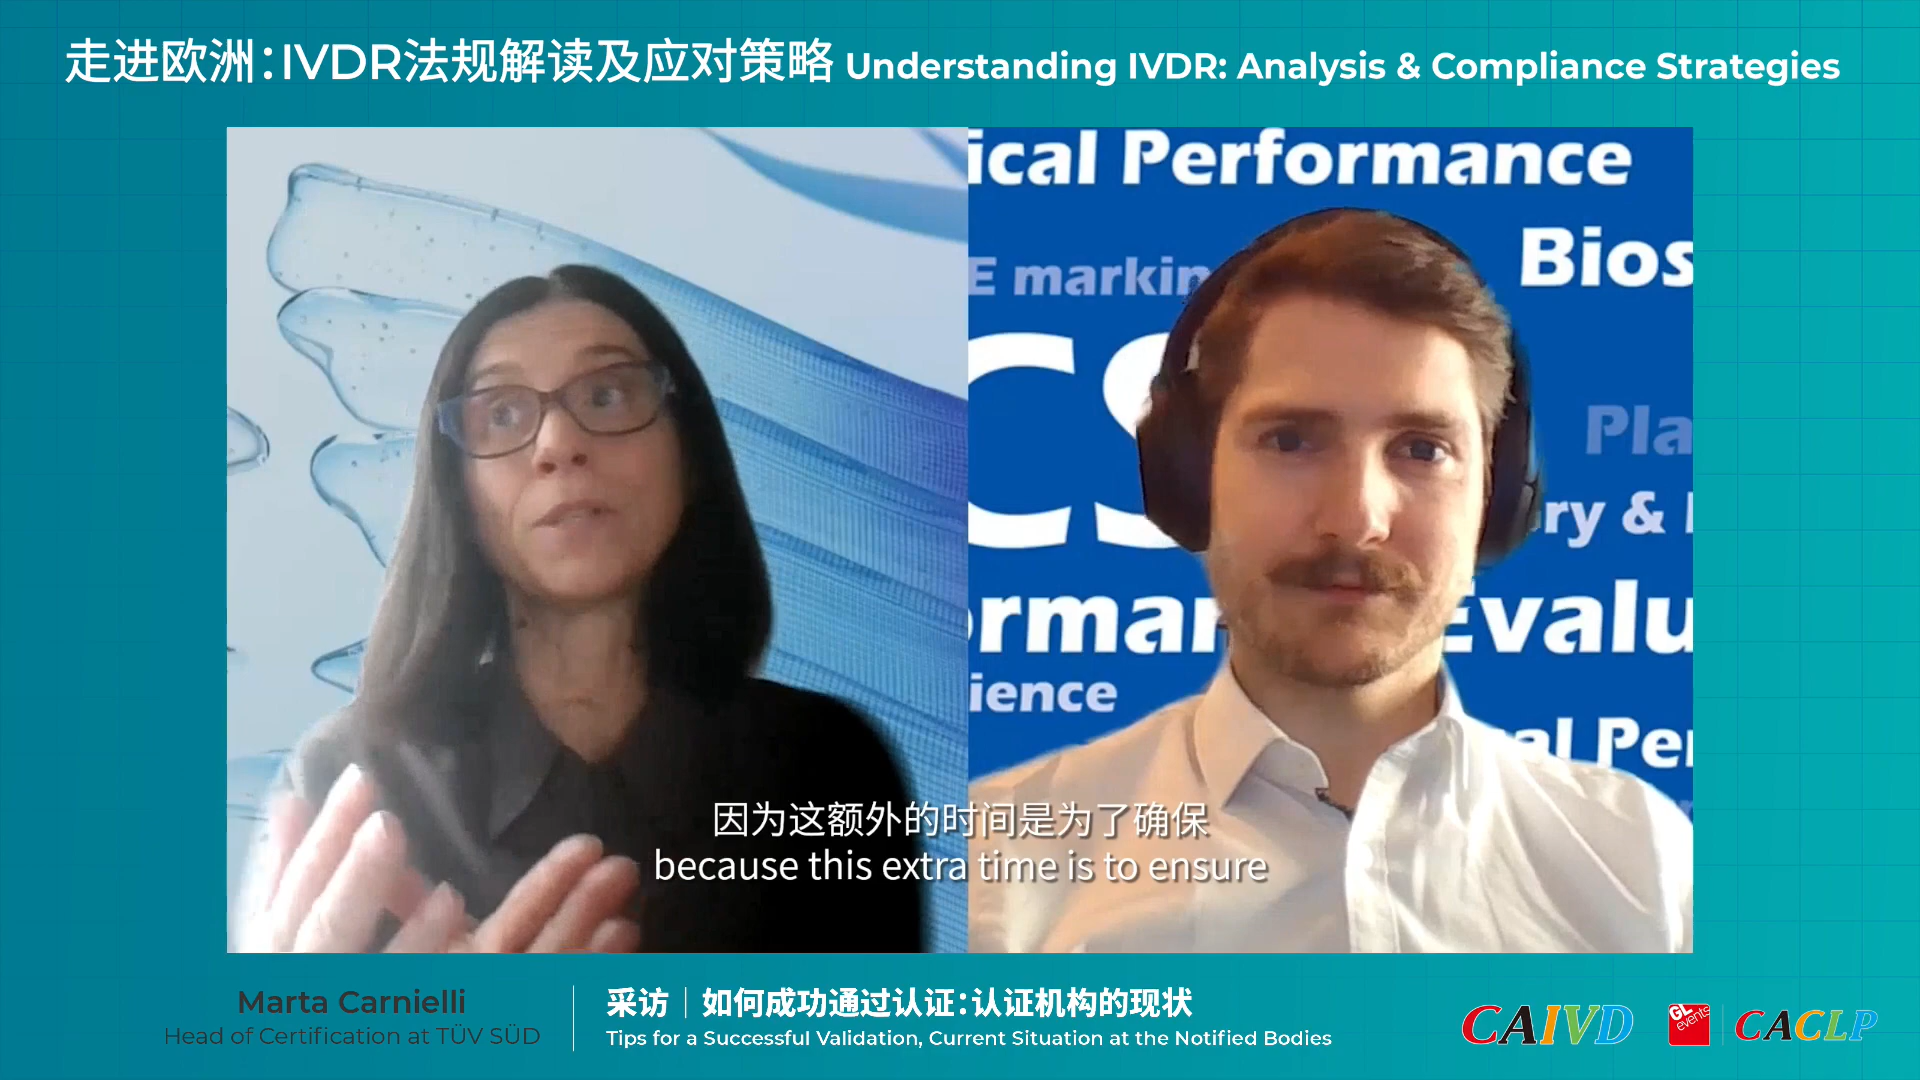 走进欧洲：IVDR法规解读及应对策略 Understanding IVDR: Analysis & Compliance Strategies
ical Performance
Bios
E markin
CS
Pla
ry &
rman
Evalu
ience
al Per
因为这额外的时间是为了确保
because this extra time is to ensure
Marta Carnielli
Head of Certification at TÜV SÜD
采访｜如何成功通过认证：认证机构的现状
Tips for a Successful Validation, Current Situation at the Notified Bodies
CAIVD
GL events
CACLP